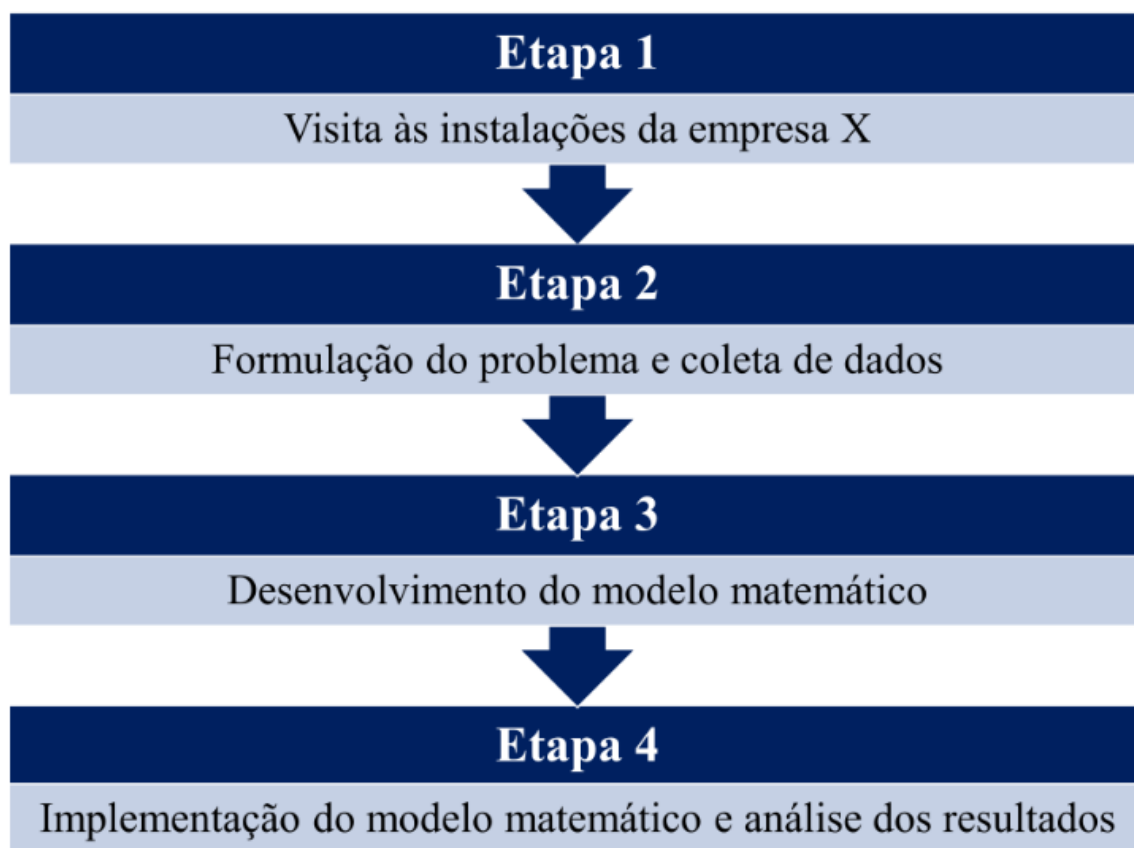 Etapa 1
Visita às instalações da empresa X
Etapa 2
Formulação do problema e coleta de dados
Etapa 3
Desenvolvimento do modelo matemático
Etapa 4
Implementação do modelo matemático e análise dos resultados